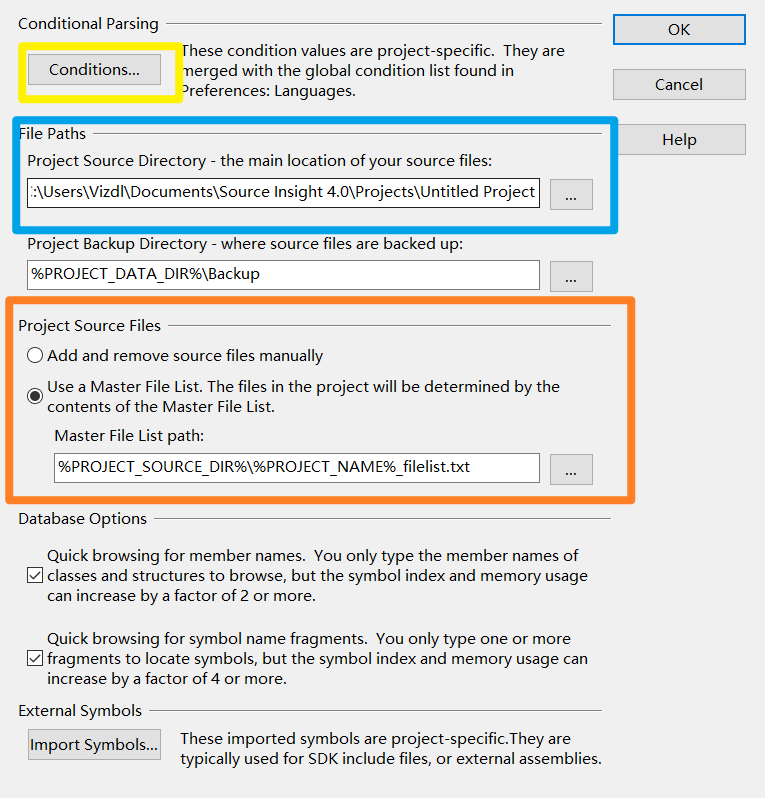 Conditional Parsing
Conditions...
These condition values are project-specific. They are
merged with the global condition list found in
Preferences: Languages.
OK
Cancel
Help
File Paths
Project Source Directory - the main location of your source files:
:\Users\Vizdl\Documents\Source Insight 4.0\Projects\Untitled Project
...
Project Backup Directory - where source files are backed up:
%PROJECT_DATA_DIR%\Backup
...
Project Source Files
Add and remove source files manually
Use a Master File List. The files in the project will be determined by the
contents of the Master File List.
Master File List path:
%PROJECT_SOURCE_DIR%\%PROJECT_NAME%_filelist.txt
...
Database Options
Quick browsing for member names. You only type the member names of
classes and structures to browse, but the symbol index and memory usage
can increase by a factor of 2 or more.
Quick browsing for symbol name fragments. You only type one or more
fragments to locate symbols, but the symbol index and memory usage can
increase by a factor of 4 or more.
External Symbols
Import Symbols...
These imported symbols are project-specific.They are
typically used for SDK include files, or external assemblies.